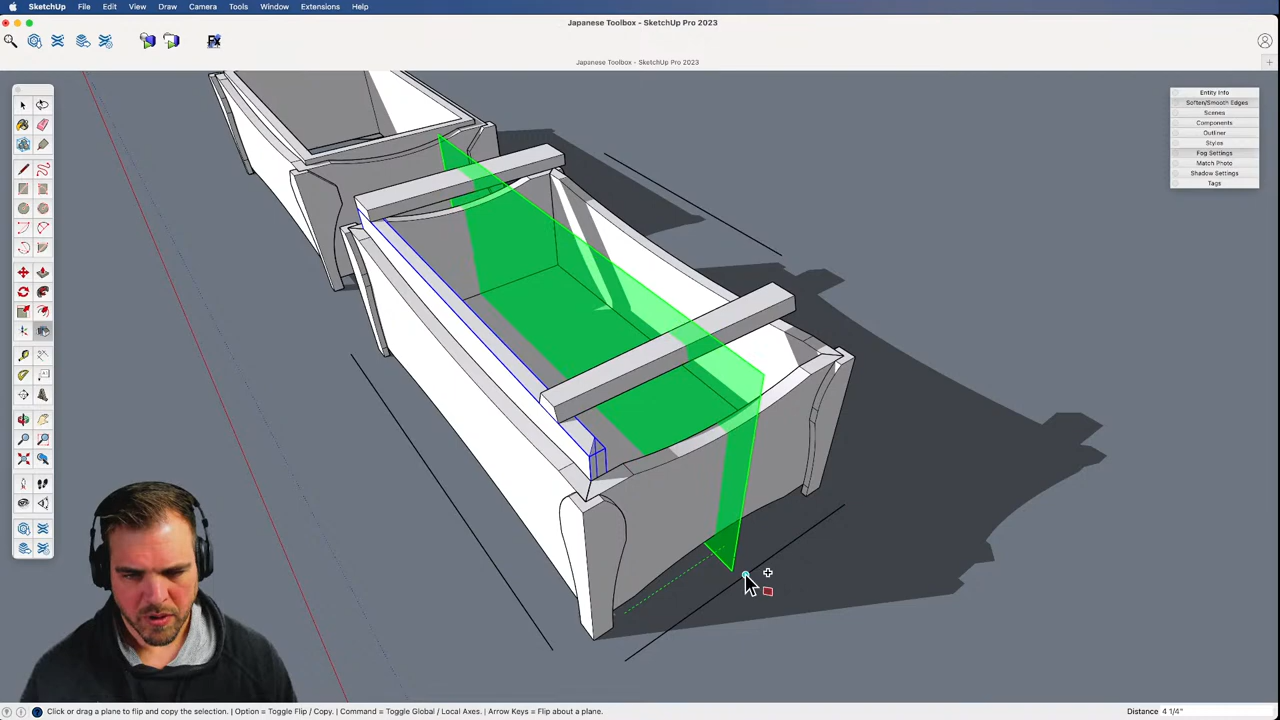 SketchUp File Edit View Draw Camera Tools Window Extensions Help
Japanese Toolbox - SketchUp Pro 2023
Japanese Toolbox - SketchUp Pro 2023
Entity Info
Soften/Smooth Edges
Scenes
Components
Outliner
Styles
Fog Settings
Match Photo
Shadow Settings
Tags
Click or drag a plane to flip and copy the selection. | Option = Toggle Flip / Copy. | Command = Toggle Global / Local Axes. | Arrow Keys = Flip about a plane. Distance 4 1/4"